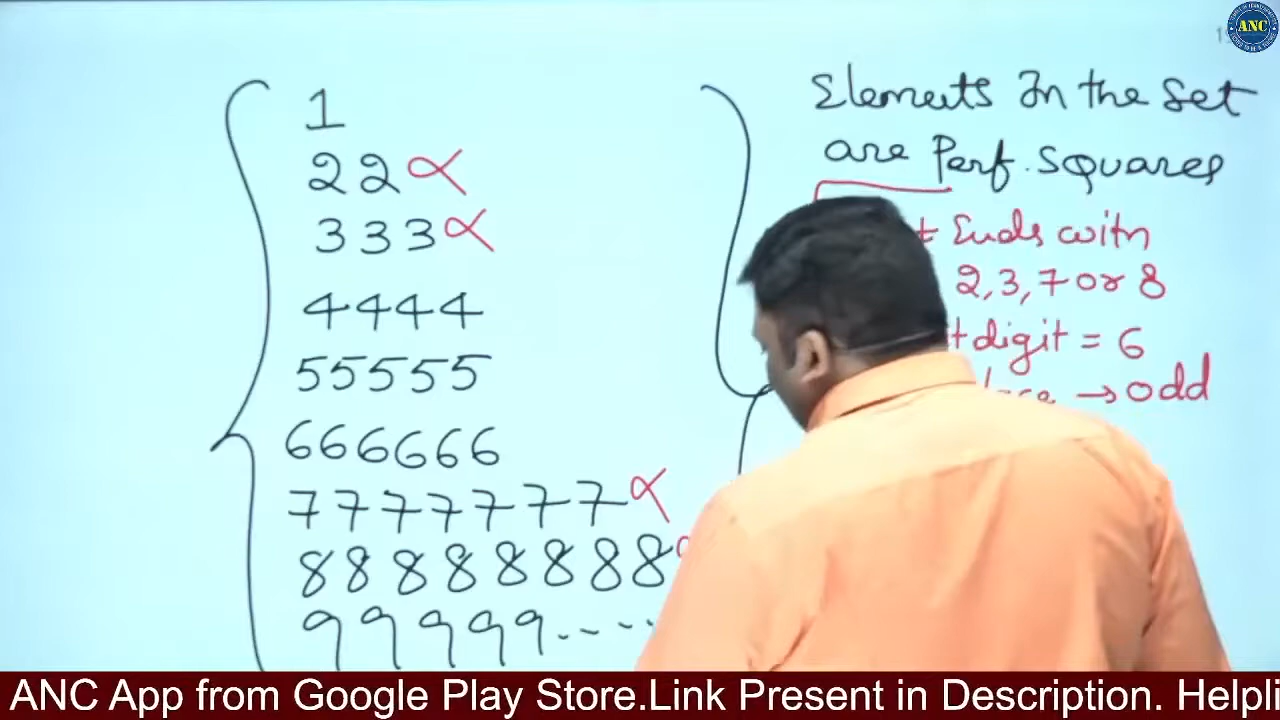 ANC
1
22
333
4444
55555
666666
7777777
88888888
99999.....
Elements In the Set
are Perf. Squares
Ends with
2, 3, 7 or 8
digit = 6
→ odd
ANC App from Google Play Store.Link Present in Description. Helpli